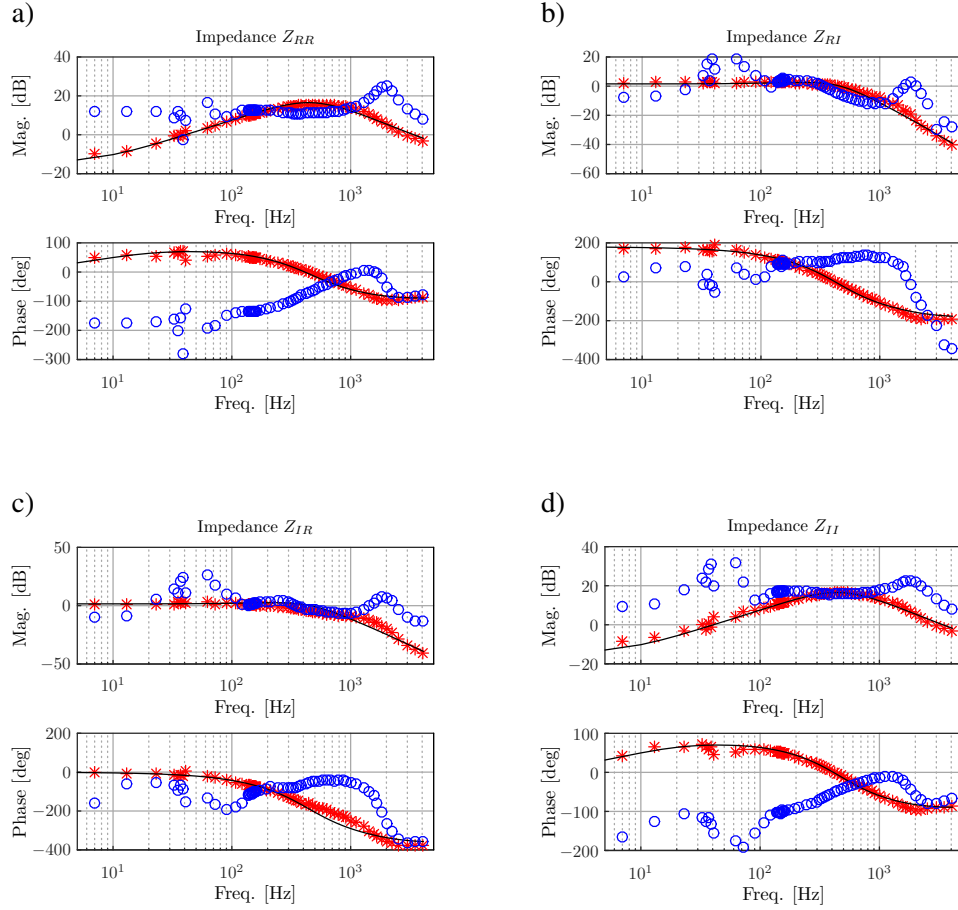 a)
Impedance Z_RR
Mag. [dB]
40
20
0
−20
10^1
10^2
10^3
Freq. [Hz]
Phase [deg]
100
0
−100
−200
−300
10^1
10^2
10^3
Freq. [Hz]
b)
Impedance Z_RI
Mag. [dB]
20
0
−20
−40
−60
10^1
10^2
10^3
Freq. [Hz]
Phase [deg]
200
0
−200
−400
10^1
10^2
10^3
Freq. [Hz]
c)
Impedance Z_IR
Mag. [dB]
50
0
−50
10^1
10^2
10^3
Freq. [Hz]
Phase [deg]
200
0
−200
−400
10^1
10^2
10^3
Freq. [Hz]
d)
Impedance Z_II
Mag. [dB]
40
20
0
−20
10^1
10^2
10^3
Freq. [Hz]
Phase [deg]
100
0
−100
−200
10^1
10^2
10^3
Freq. [Hz]